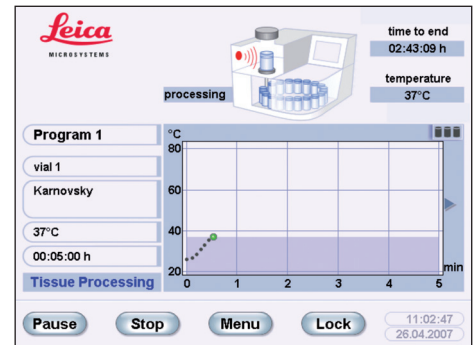 Leica
MICROSYSTEMS
time to end
02:43:09 h
temperature
37°C
processing
Program 1
vial 1
Karnovsky
37°C
00:05:00 h
Tissue Processing
°C
80
60
40
20
0 1 2 3 4 5
min
Pause Stop Menu Lock
11:02:47
26.04.2007